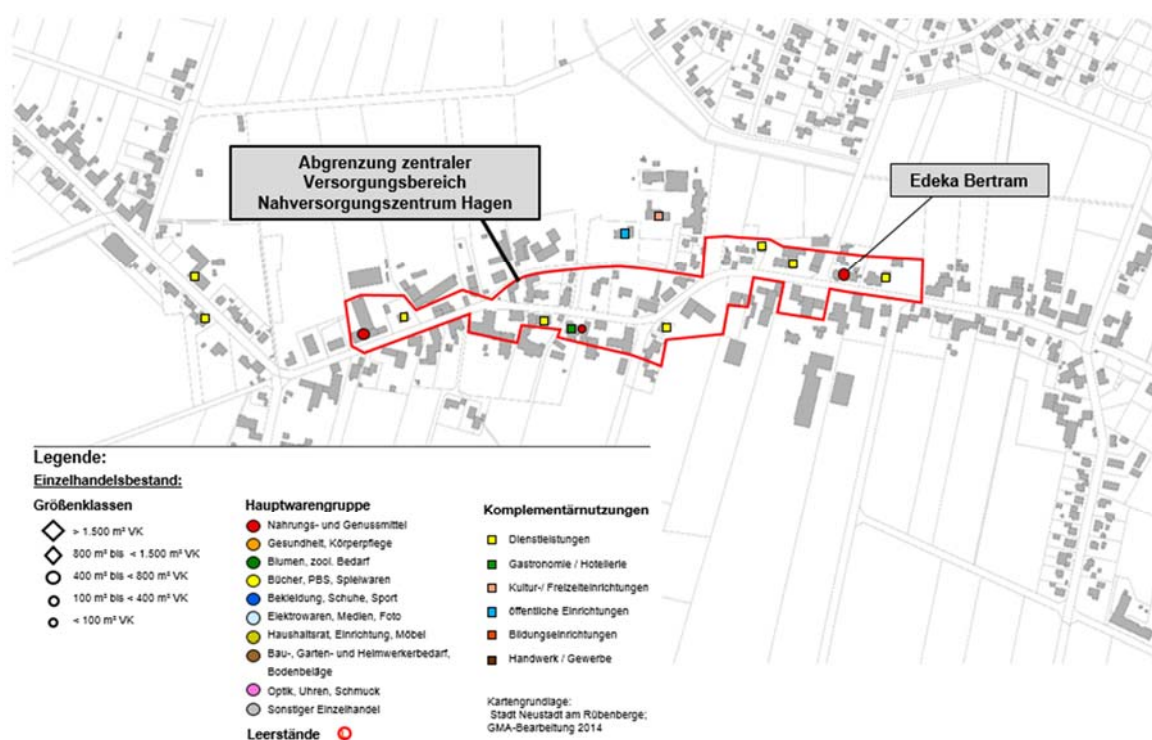 Abgrenzung zentraler
Versorgungsbereich
Nahversorgungszentrum Hagen
Edeka Bertram
Legende:
Einzelhandelsbestand:
Größenklassen
> 1.500 m² VK
800 m² bis < 1.500 m² VK
400 m² bis < 800 m² VK
100 m² bis < 400 m² VK
< 100 m² VK
Hauptwarengruppe
Nahrungs- und Genussmittel
Gesundheit, Körperpflege
Blumen, zool. Bedarf
Bücher, PBS, Spielwaren
Bekleidung, Schuhe, Sport
Elektrowaren, Medien, Foto
Haushaltsrat, Einrichtung, Möbel
Bau-, Garten- und Heimwerkerbedarf,
Bodenbeläge
Optik, Uhren, Schmuck
Sonstiger Einzelhandel
Leerstände
Komplementärnutzungen
Dienstleistungen
Gastronomie / Hotellerie
Kultur-/ Freizeiteinrichtungen
öffentliche Einrichtungen
Bildungseinrichtungen
Handwerk / Gewerbe
Kartengrundlage:
Stadt Neustadt am Rübenberge;
GMA-Bearbeitung 2014